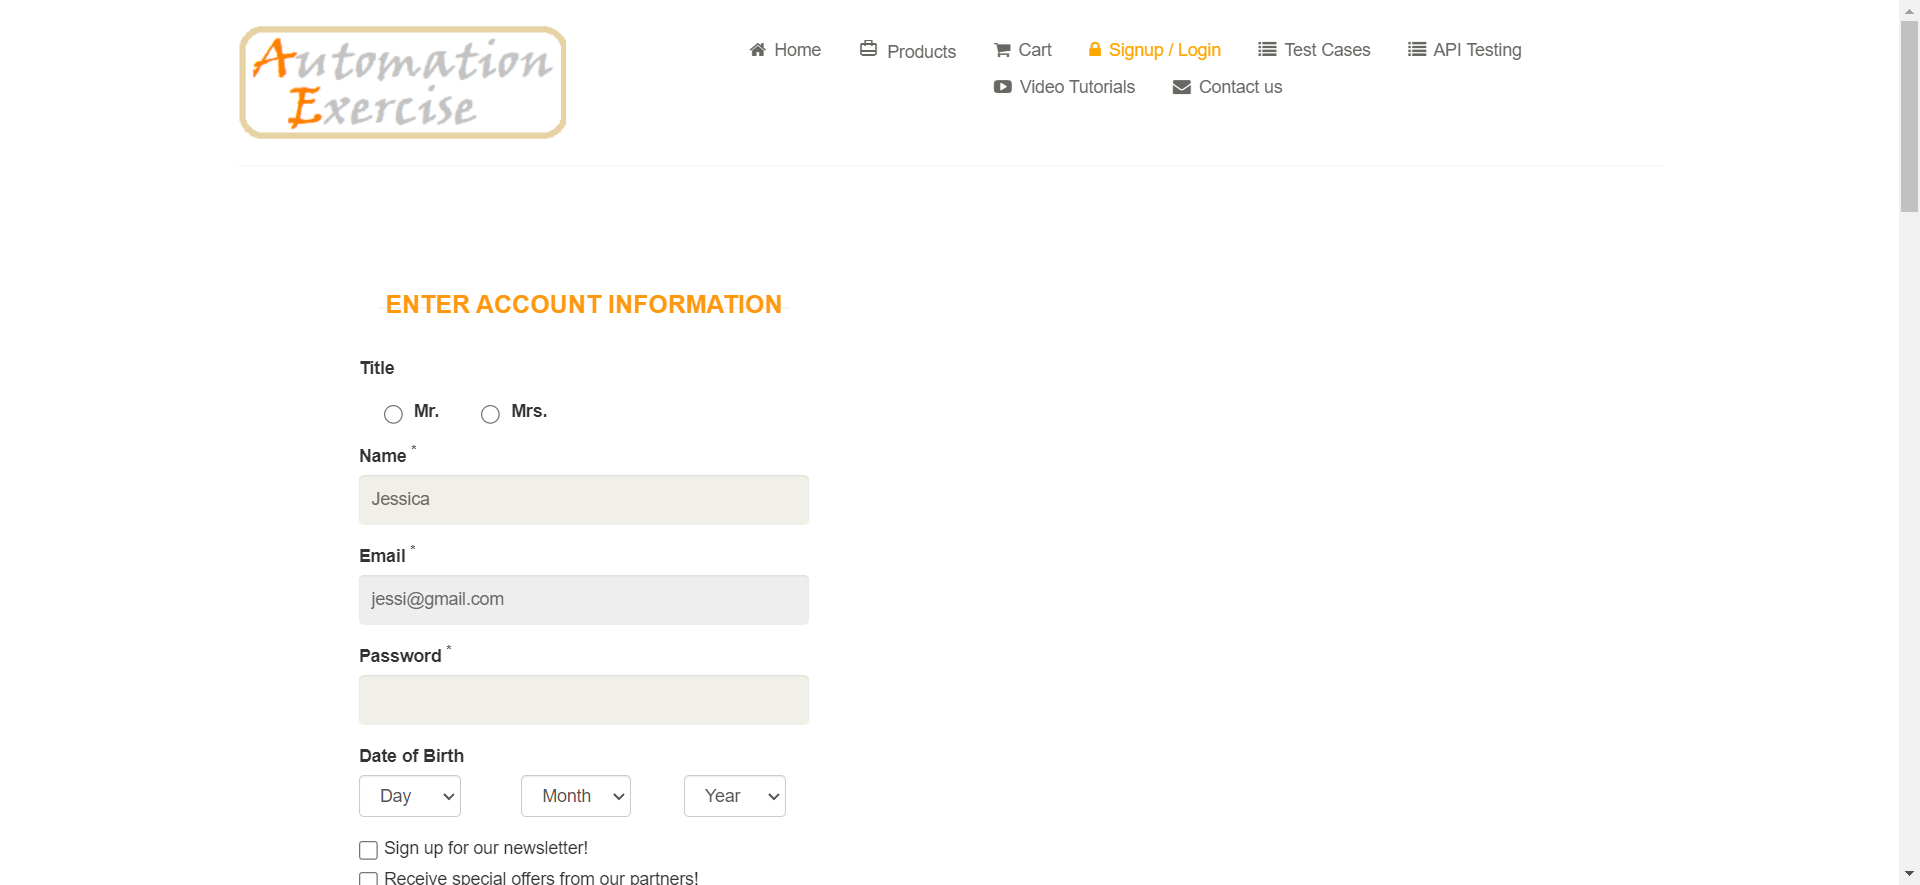 Automation
Exercise
Home
Products
Cart
Signup / Login
Test Cases
API Testing
Video Tutorials
Contact us
ENTER ACCOUNT INFORMATION
Title
Mr.
Mrs.
Name *
Jessica
Email *
jessi@gmail.com
Password *
Date of Birth
Day
Month
Year
Sign up for our newsletter!
Receive special offers from our partners!